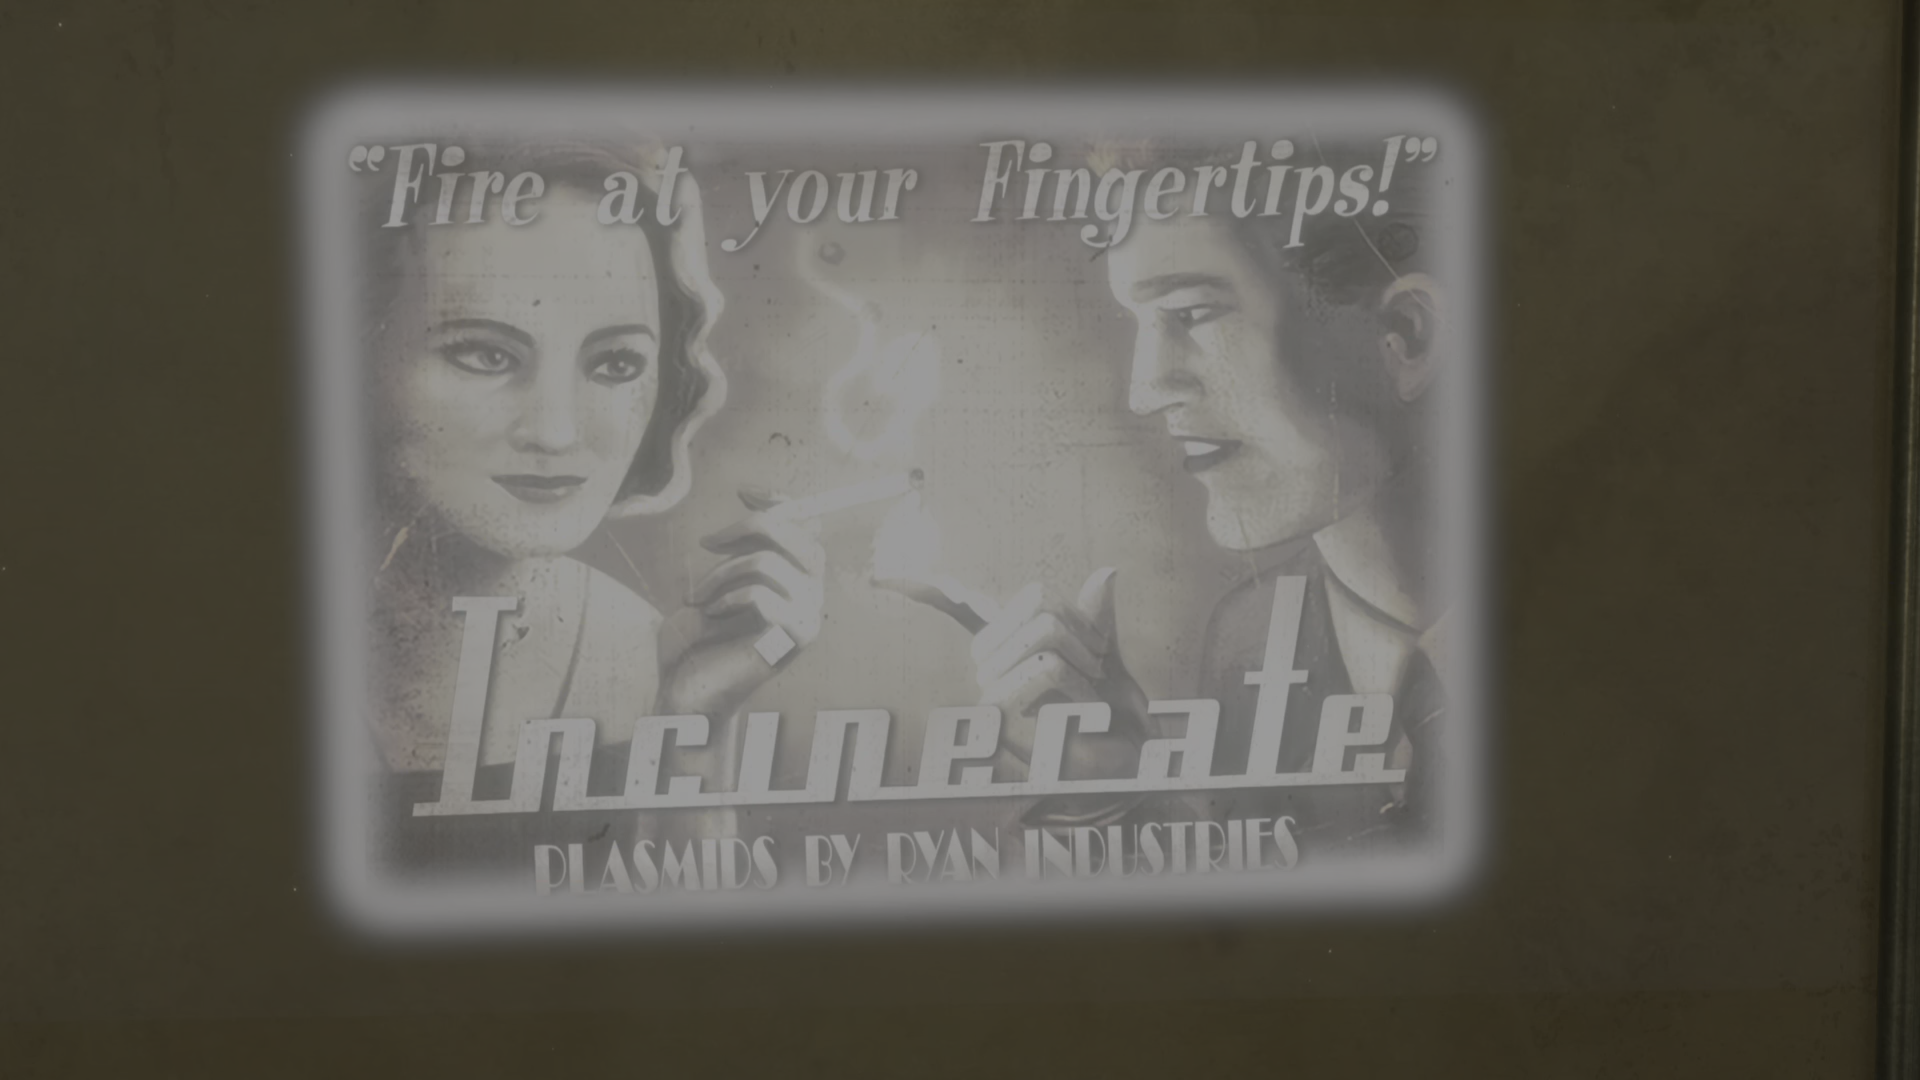 “Fire at your Fingertips!”
Incinerate
PLASMIDS BY RYAN INDUSTRIES